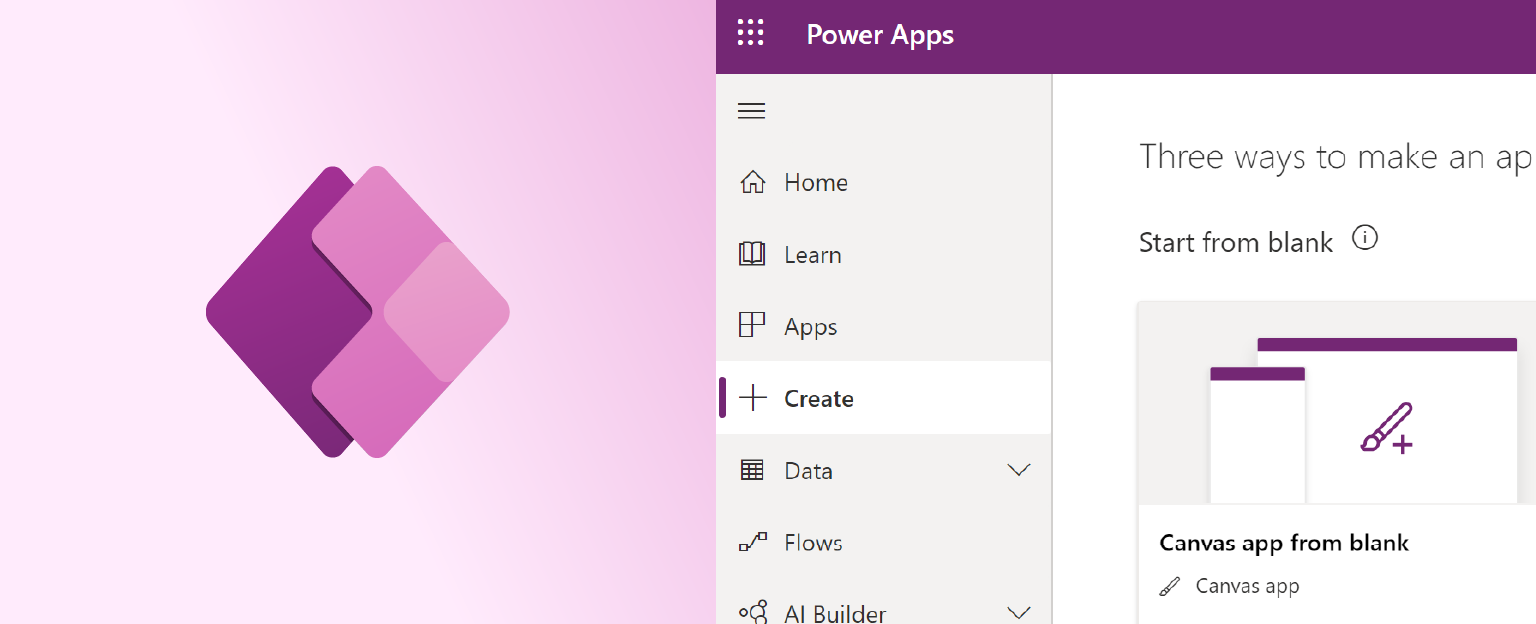 Power Apps
Home
Learn
Apps
Create
Data
Flows
AI Builder
Three ways to make an ap
Start from blank
Canvas app from blank
Canvas app